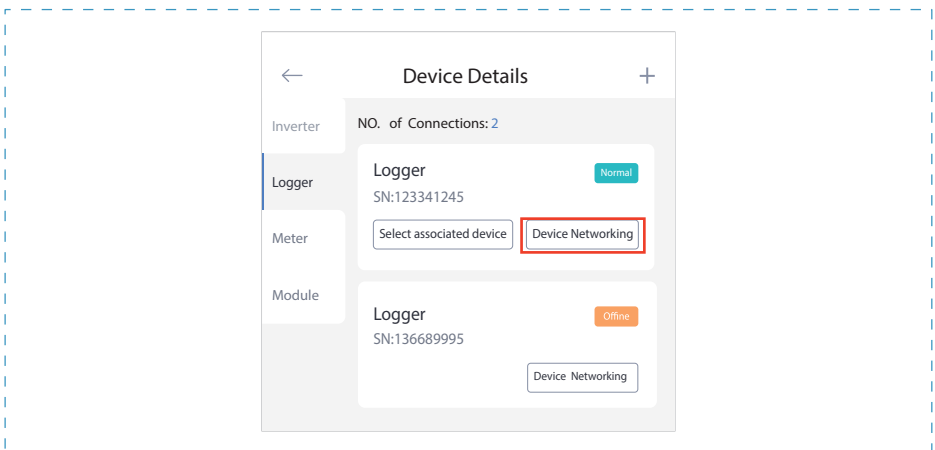 Device Details
Inverter
Logger
Meter
Module
NO. of Connections: 2
Logger
Normal
SN:123341245
Select associated device
Device Networking
Logger
Offine
SN:136689995
Device Networking